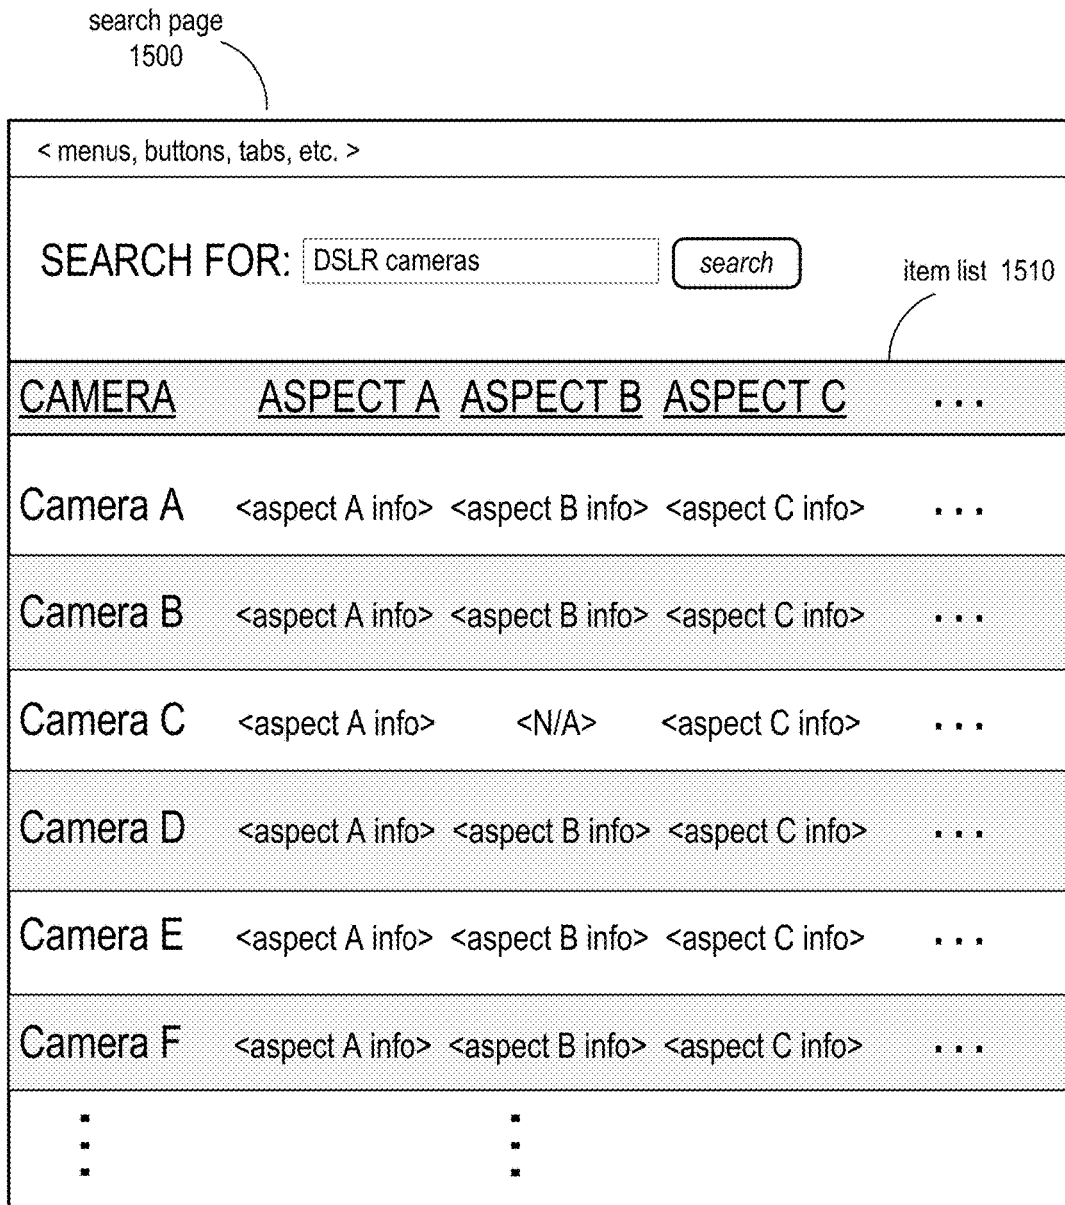 search page
1500
< menus, buttons, tabs, etc. >
SEARCH FOR: DSLR cameras search
item list 1510
CAMERA ASPECT A ASPECT B ASPECT C . . .
Camera A <aspect A info> <aspect B info> <aspect C info> . . .
Camera B <aspect A info> <aspect B info> <aspect C info> . . .
Camera C <aspect A info> <N/A> <aspect C info> . . .
Camera D <aspect A info> <aspect B info> <aspect C info> . . .
Camera E <aspect A info> <aspect B info> <aspect C info> . . .
Camera F <aspect A info> <aspect B info> <aspect C info> . . .